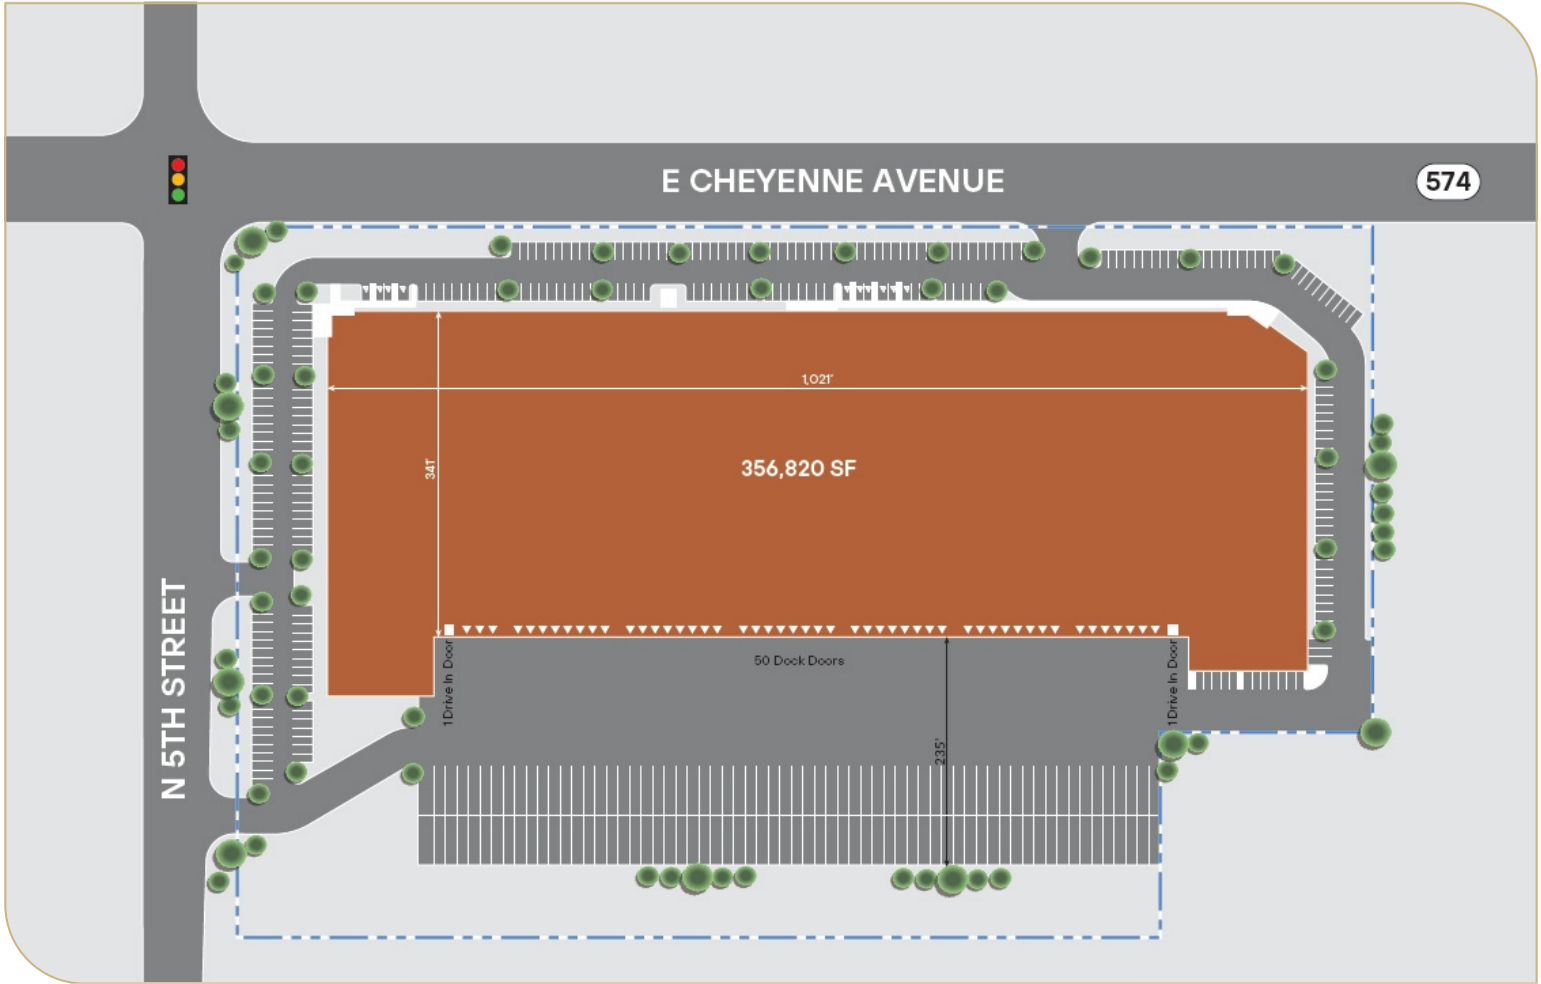 E CHEYENNE AVENUE
574
1,021'
341'
356,820 SF
N 5TH STREET
1 Drive In Door
50 Dock Doors
1 Drive In Door
235'